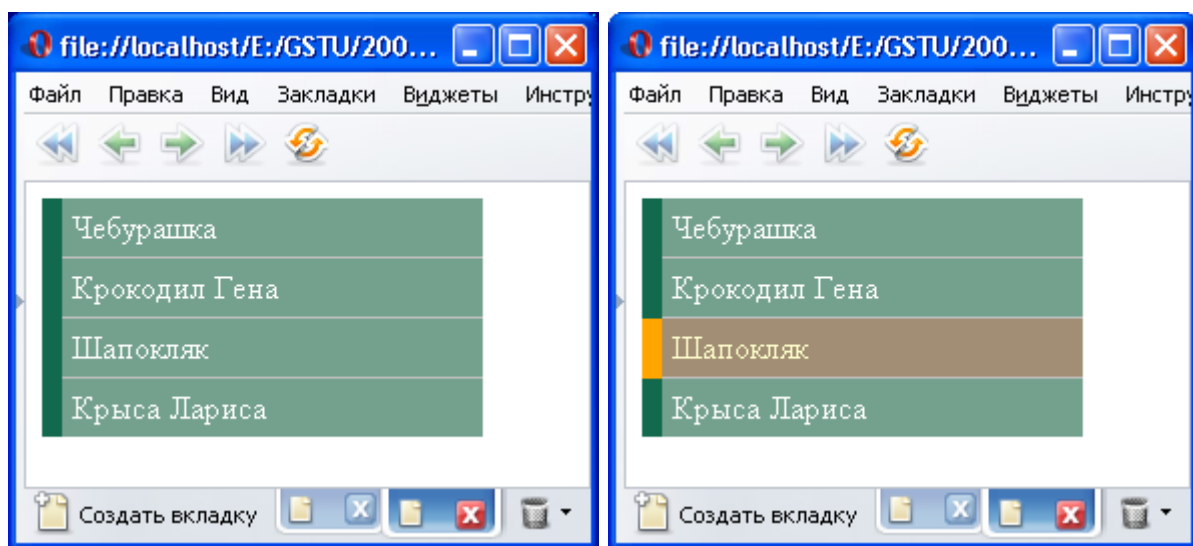 file://localhost/E:/GSTU/200...
Файл Правка Вид Закладки Виджеты Инстру
Чебурашка
Крокодил Гена
Шапокляк
Крыса Лариса
Создать вкладку
file://localhost/E:/GSTU/200...
Файл Правка Вид Закладки Виджеты Инстру
Чебурашка
Крокодил Гена
Шапокляк
Крыса Лариса
Создать вкладку